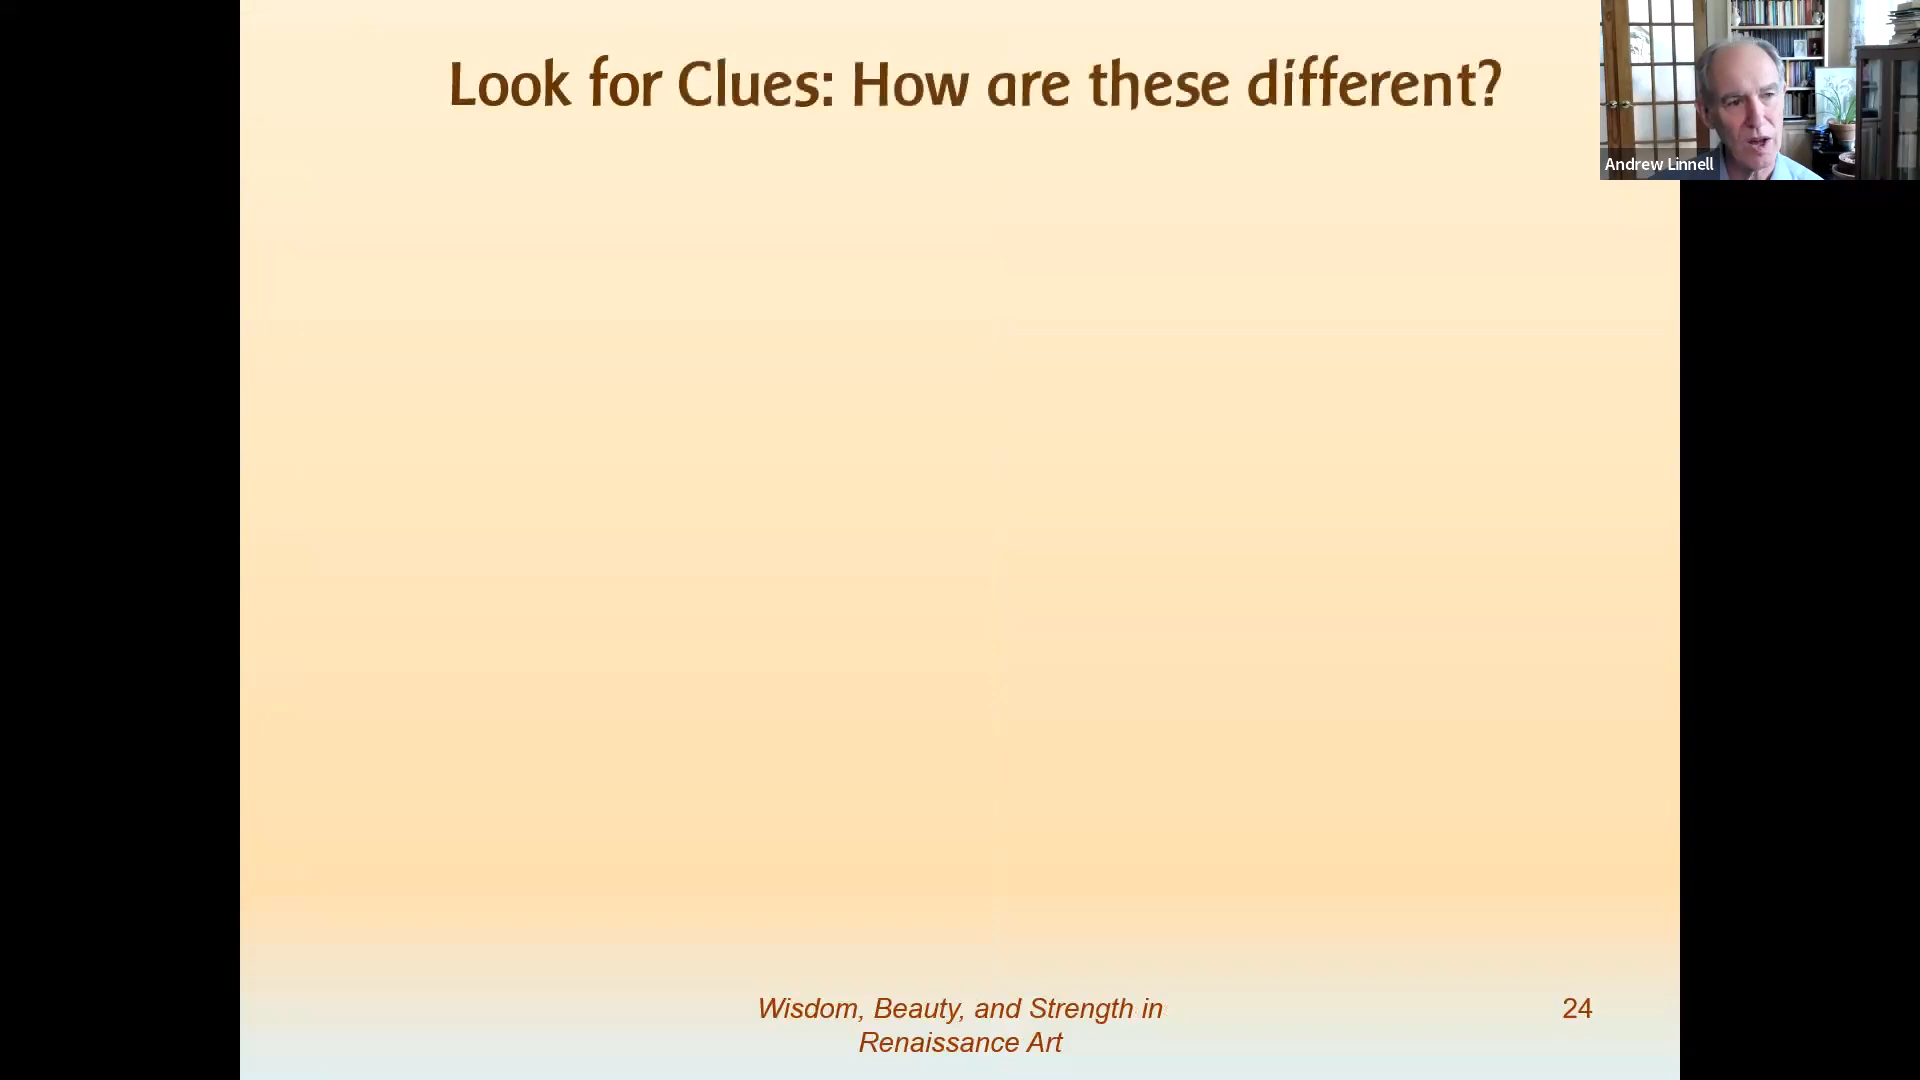 Look for Clues: How are these different?
Andrew Linnell
Wisdom, Beauty, and Strength in
Renaissance Art
24